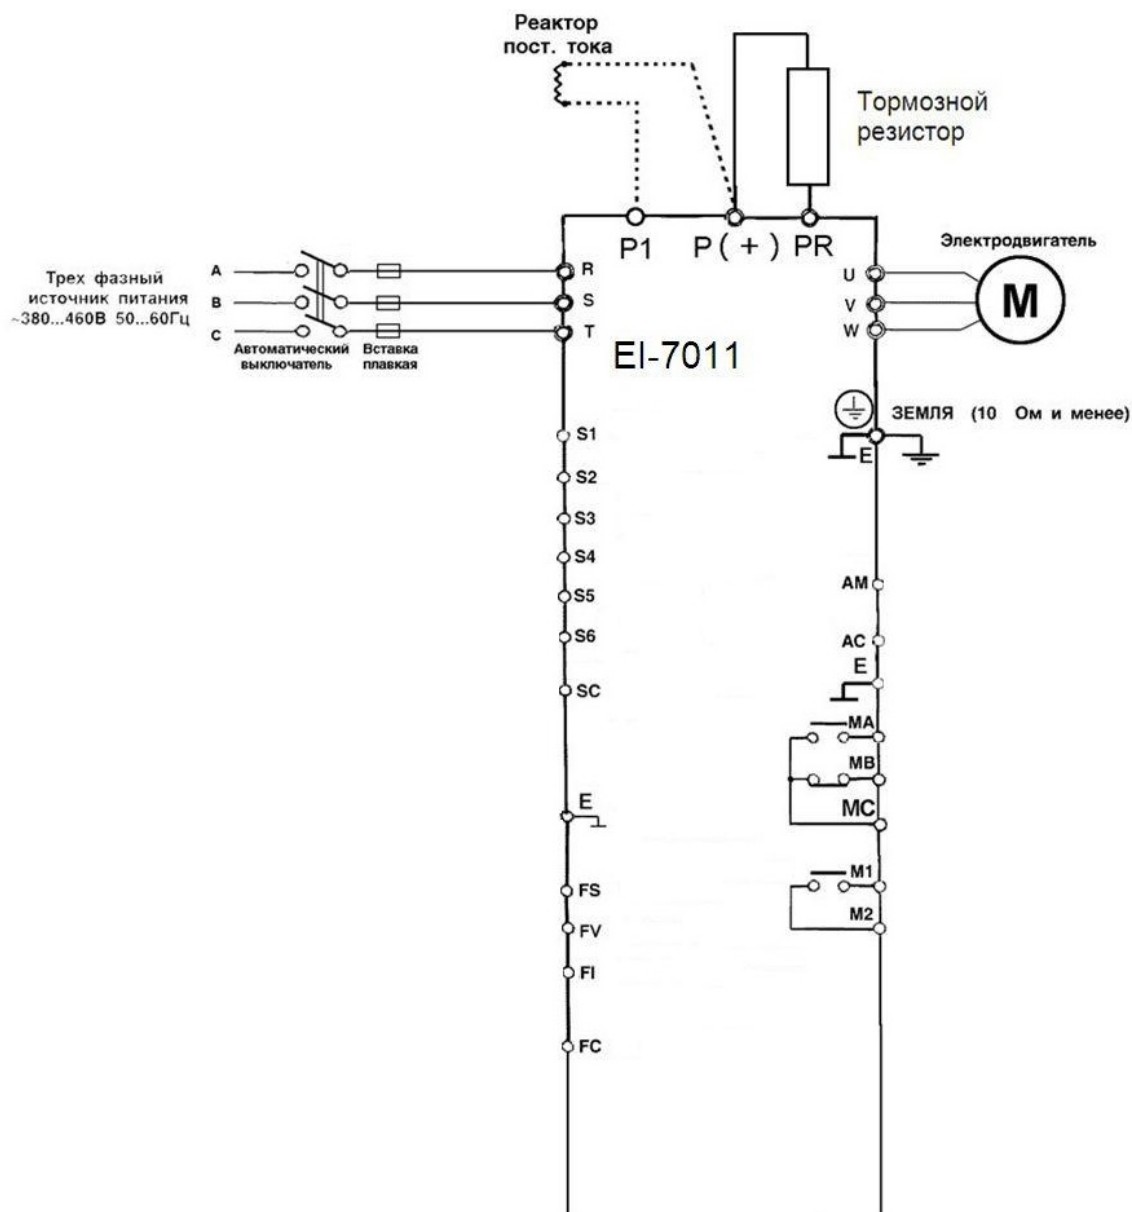 Реактор
пост. тока
Тормозной
резистор
P1
P(+)
PR
Электродвигатель
Трех фазный
источник питания
~380...460В 50...60Гц
A
B
C
Автоматический
выключатель
Вставка
плавкая
R
S
T
U
V
W
M
EI-7011
ЗЕМЛЯ (10 Ом и менее)
E
S1
S2
S3
S4
S5
S6
SC
E
FS
FV
FI
FC
AM
AC
E
MA
MB
MC
M1
M2